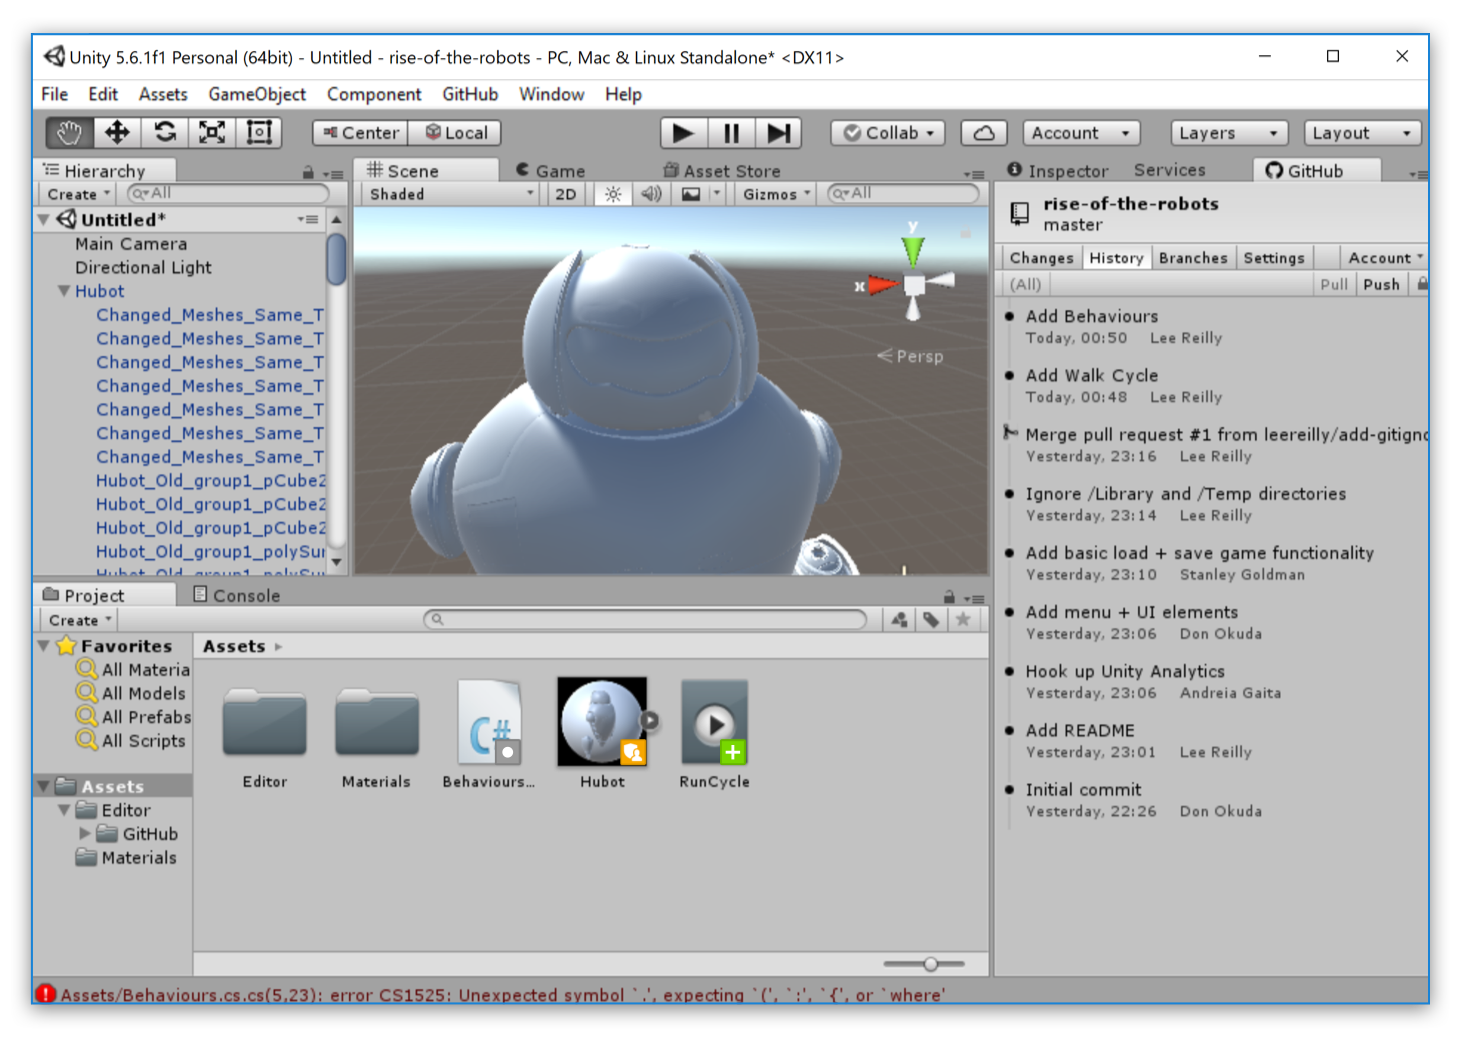 Unity 5.6.1f1 Personal (64bit) - Untitled - rise-of-the-robots - PC, Mac & Linux Standalone* <DX11>
File Edit Assets GameObject Component GitHub Window Help
Center Local Collab Account Layers Layout
Hierarchy
Create All
Untitled*
Main Camera
Directional Light
Hubot
Changed_Meshes_Same_T
Changed_Meshes_Same_T
Changed_Meshes_Same_T
Changed_Meshes_Same_T
Changed_Meshes_Same_T
Changed_Meshes_Same_T
Changed_Meshes_Same_T
Hubot_Old_group1_pCube2
Hubot_Old_group1_pCube2
Hubot_Old_group1_pCube2
Hubot_Old_group1_polySur
Hubot_Old_group1_polySur
Scene Game Asset Store
Shaded 2D Gizmos All
y
x
Persp
Inspector Services GitHub
rise-of-the-robots
master
Changes History Branches Settings Account
(All) Pull Push
Add Behaviours
Today, 00:50 Lee Reilly
Add Walk Cycle
Today, 00:48 Lee Reilly
Merge pull request #1 from leereilly/add-gitigno
Yesterday, 23:16 Lee Reilly
Ignore /Library and /Temp directories
Yesterday, 23:14 Lee Reilly
Add basic load + save game functionality
Yesterday, 23:10 Stanley Goldman
Add menu + UI elements
Yesterday, 23:06 Don Okuda
Hook up Unity Analytics
Yesterday, 23:06 Andreia Gaita
Add README
Yesterday, 23:01 Lee Reilly
Initial commit
Yesterday, 22:26 Don Okuda
Project Console
Create
Favorites
All Materia
All Models
All Prefabs
All Scripts
Assets
Editor
GitHub
Materials
Assets
C#
Editor Materials Behaviours... Hubot RunCycle
Assets/Behaviours.cs.cs(5,23): error CS1525: Unexpected symbol `.', expecting `(', `:', `{', or `where'